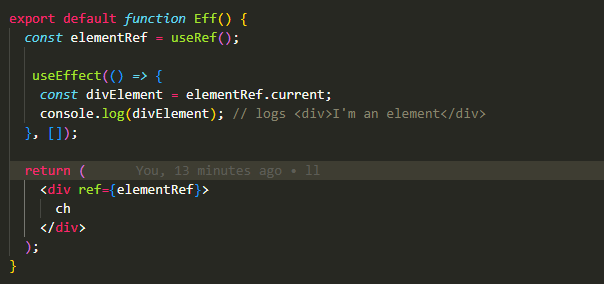 export default function Eff() {
const elementRef = useRef();
useEffect(() => {
const divElement = elementRef.current;
console.log(divElement); // logs <div>I'm an element</div>
}, []);
return ( You, 13 minutes ago • ll
<div ref={elementRef}>
ch
</div>
);
}